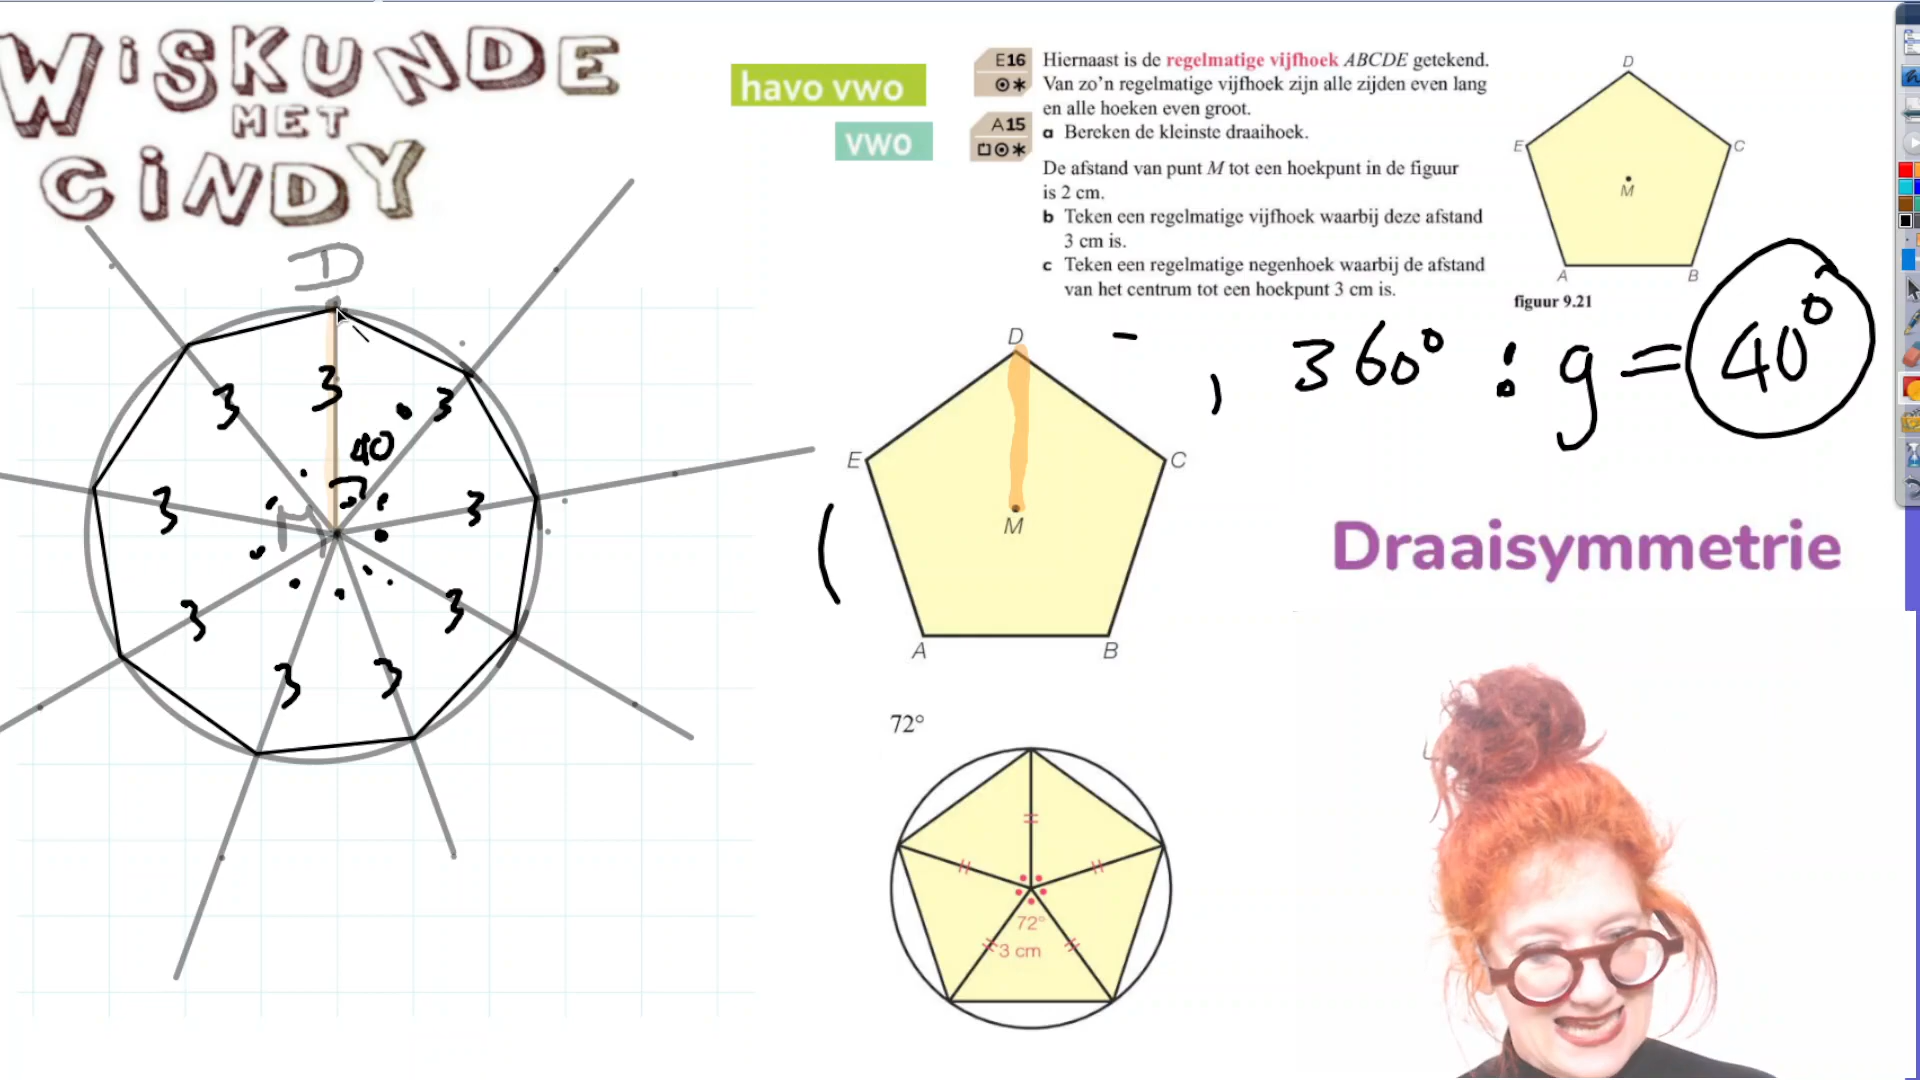 WiSKUNDE
MET
CiNDY
havo vwo
vwo
E16
A15
Hiernaast is de regelmatige vijfhoek ABCDE getekend.
Van zo'n regelmatige vijfhoek zijn alle zijden even lang
en alle hoeken even groot.
a Bereken de kleinste draaihoek.
De afstand van punt M tot een hoekpunt in de figuur
is 2 cm.
b Teken een regelmatige vijfhoek waarbij deze afstand
3 cm is.
c Teken een regelmatige negenhoek waarbij de afstand
van het centrum tot een hoekpunt 3 cm is.
D
E
C
M
A
B
figuur 9.21
360° : 9 = 40°
D
3
3
3
40°
3
3
M
3
3
3
3
D
E
C
M
A
B
Draaisymmetrie
72°
72°
3 cm